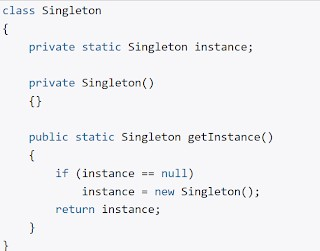 class Singleton
{
    private static Singleton instance;
    private Singleton()
    {}
    public static Singleton getInstance()
    {
        if (instance == null)
            instance = new Singleton();
        return instance;
    }
}